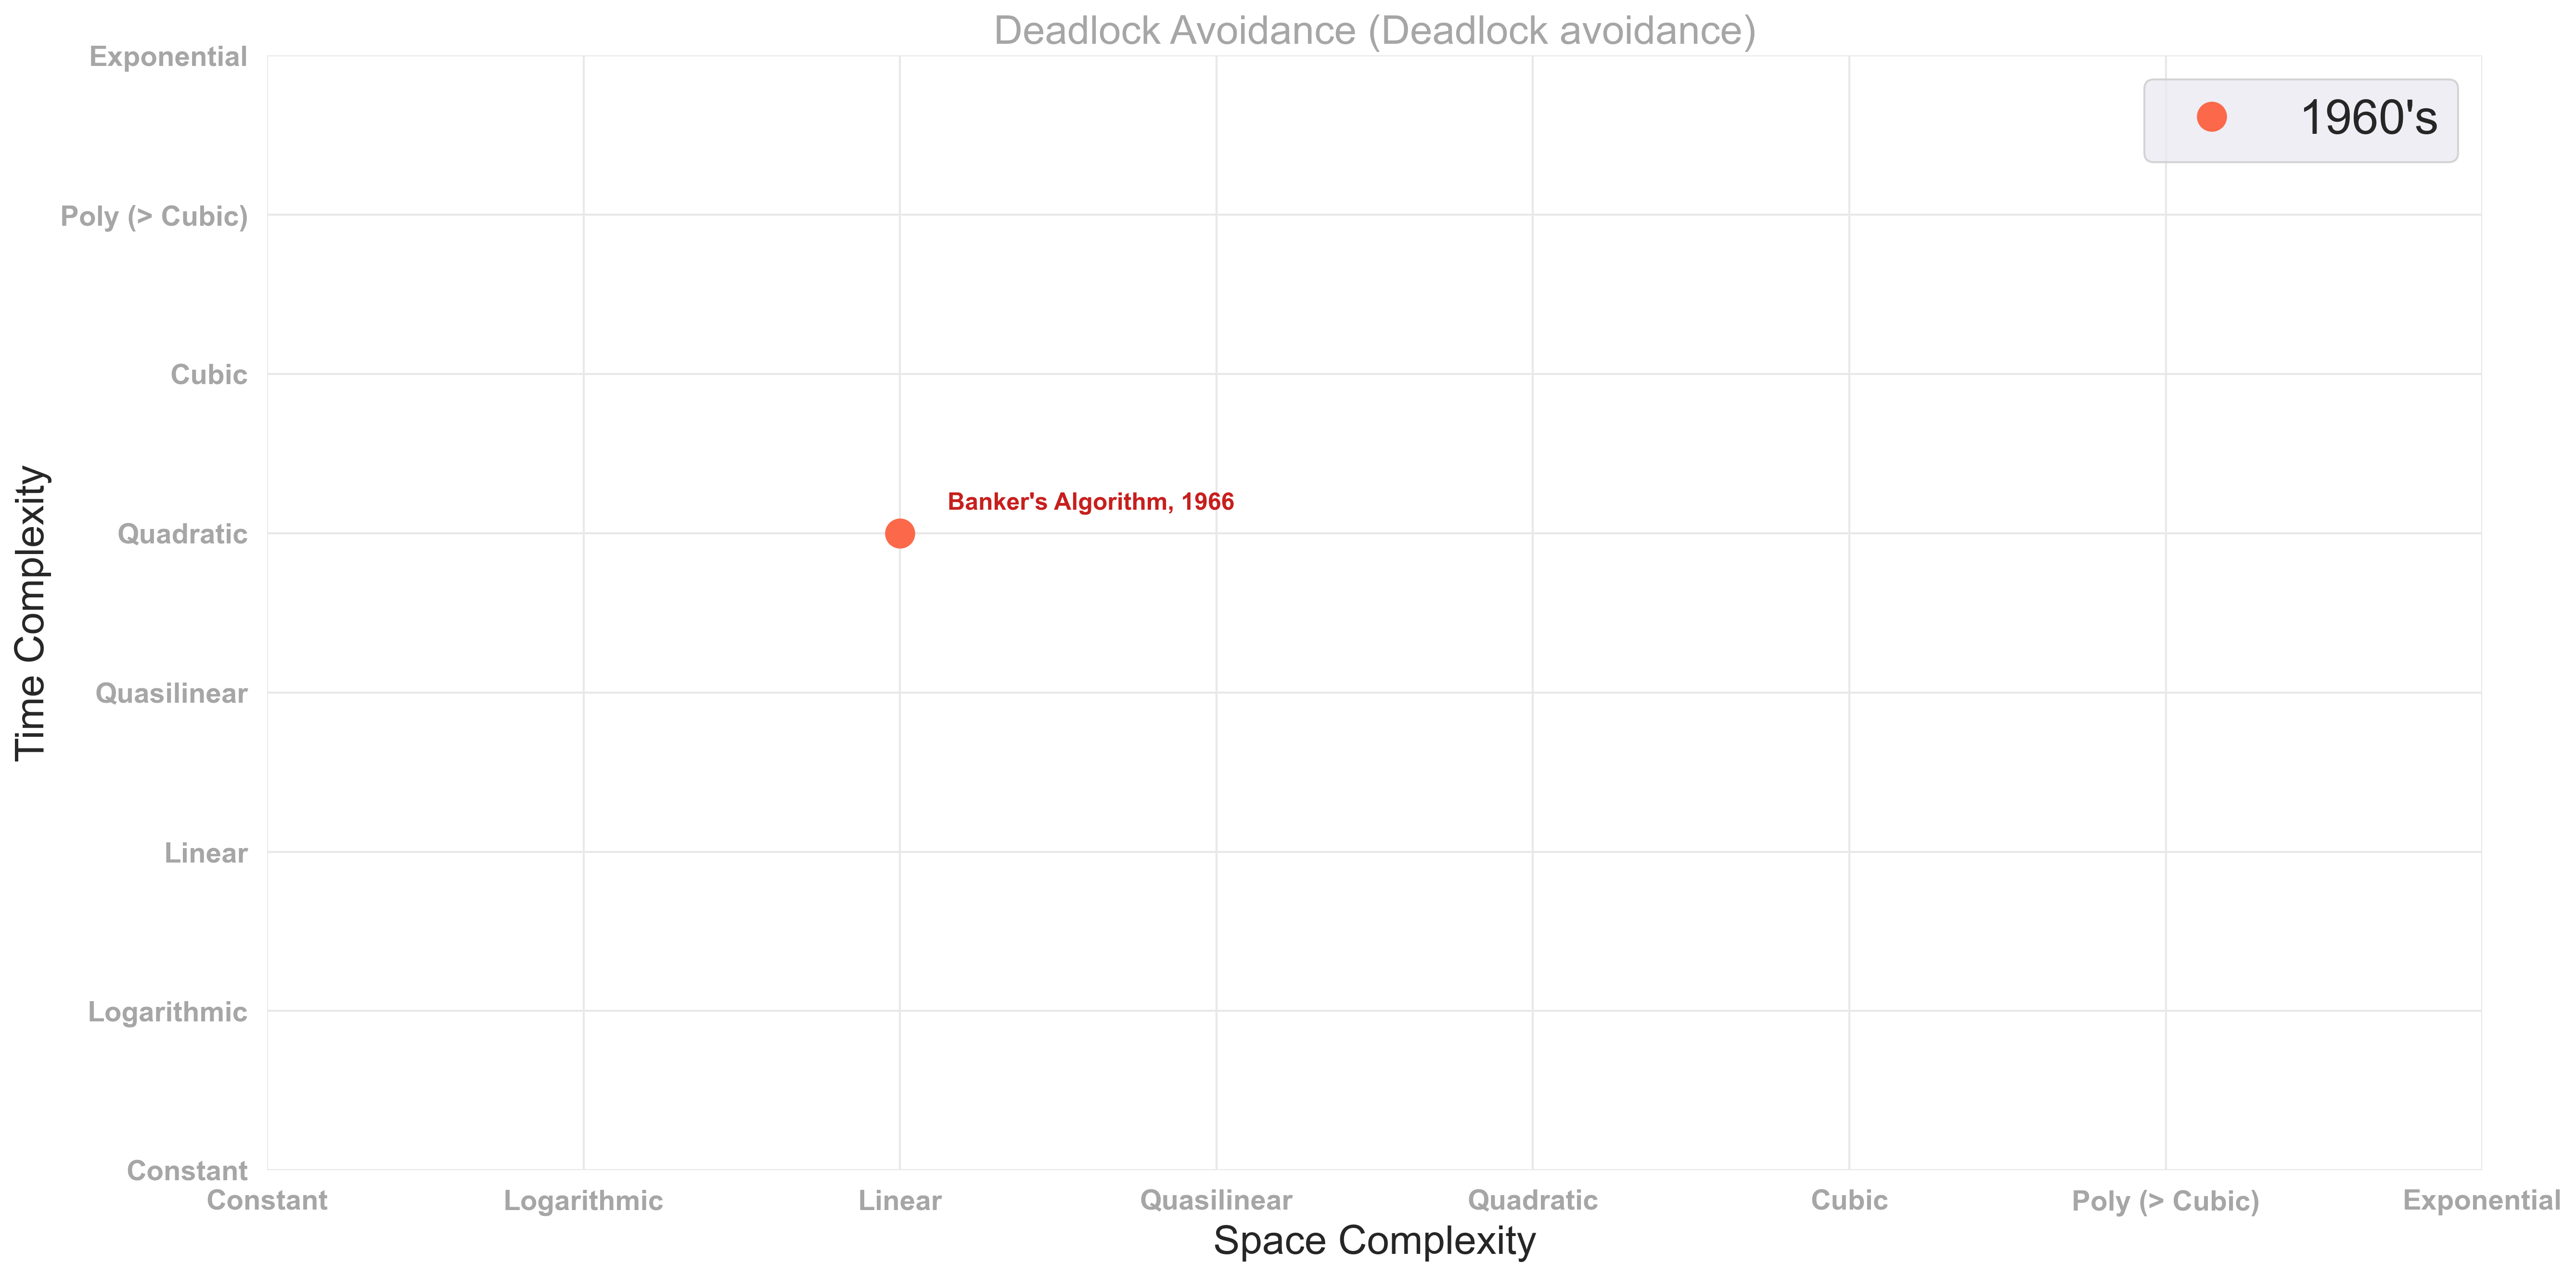 Deadlock Avoidance (Deadlock avoidance)
Exponential
Poly (> Cubic)
Cubic
Quadratic
Quasilinear
Linear
Logarithmic
Constant
Time Complexity
1960's
Banker's Algorithm, 1966
Constant
Logarithmic
Linear
Quasilinear
Quadratic
Cubic
Poly (> Cubic)
Exponential
Space Complexity